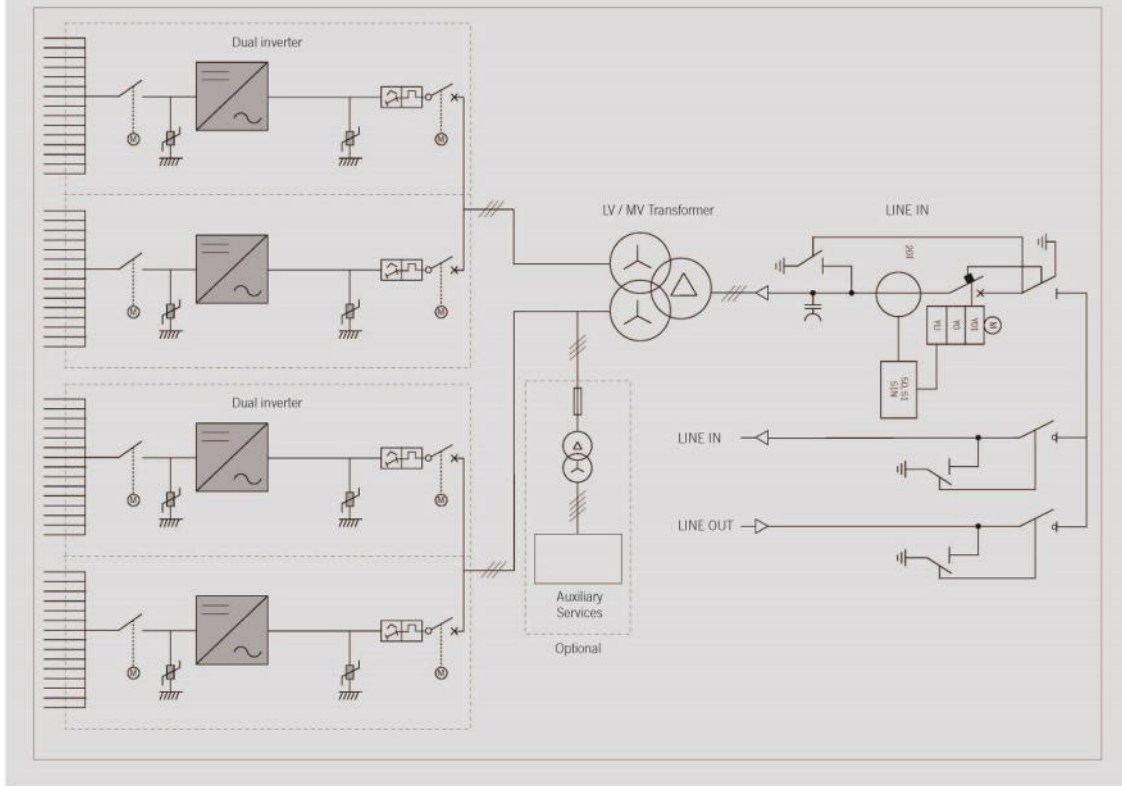 Dual inverter
M
M
M
M
LV / MV Transformer
LINE IN
M
Dual inverter
M
M
LINE IN
LINE OUT
Auxiliary
Services
Optional
M
M